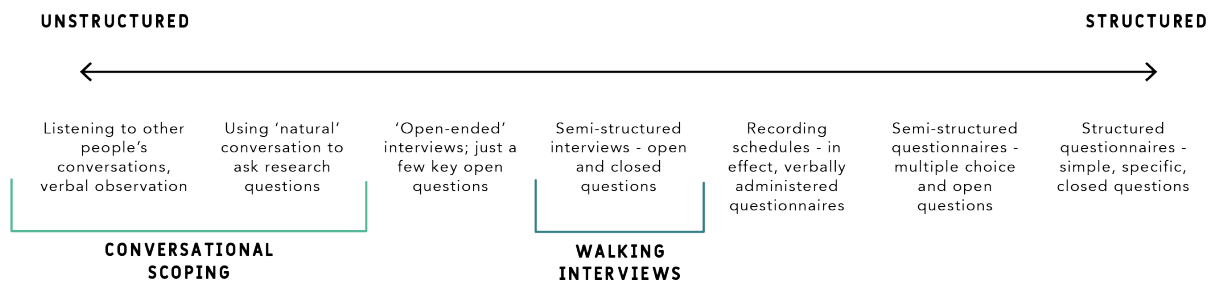 UNSTRUCTURED
STRUCTURED
Listening to other
people's
conversations,
verbal observation
Using ‘natural’
conversation to
ask research
questions
‘Open-ended’
interviews; just a
few key open
questions
Semi-structured
interviews - open
and closed
questions
Recording
schedules - in
effect, verbally
administered
questionnaires
Semi-structured
questionnaires -
multiple choice
and open
questions
Structured
questionnaires -
simple, specific,
closed questions
CONVERSATIONAL
SCOPING
WALKING
INTERVIEWS